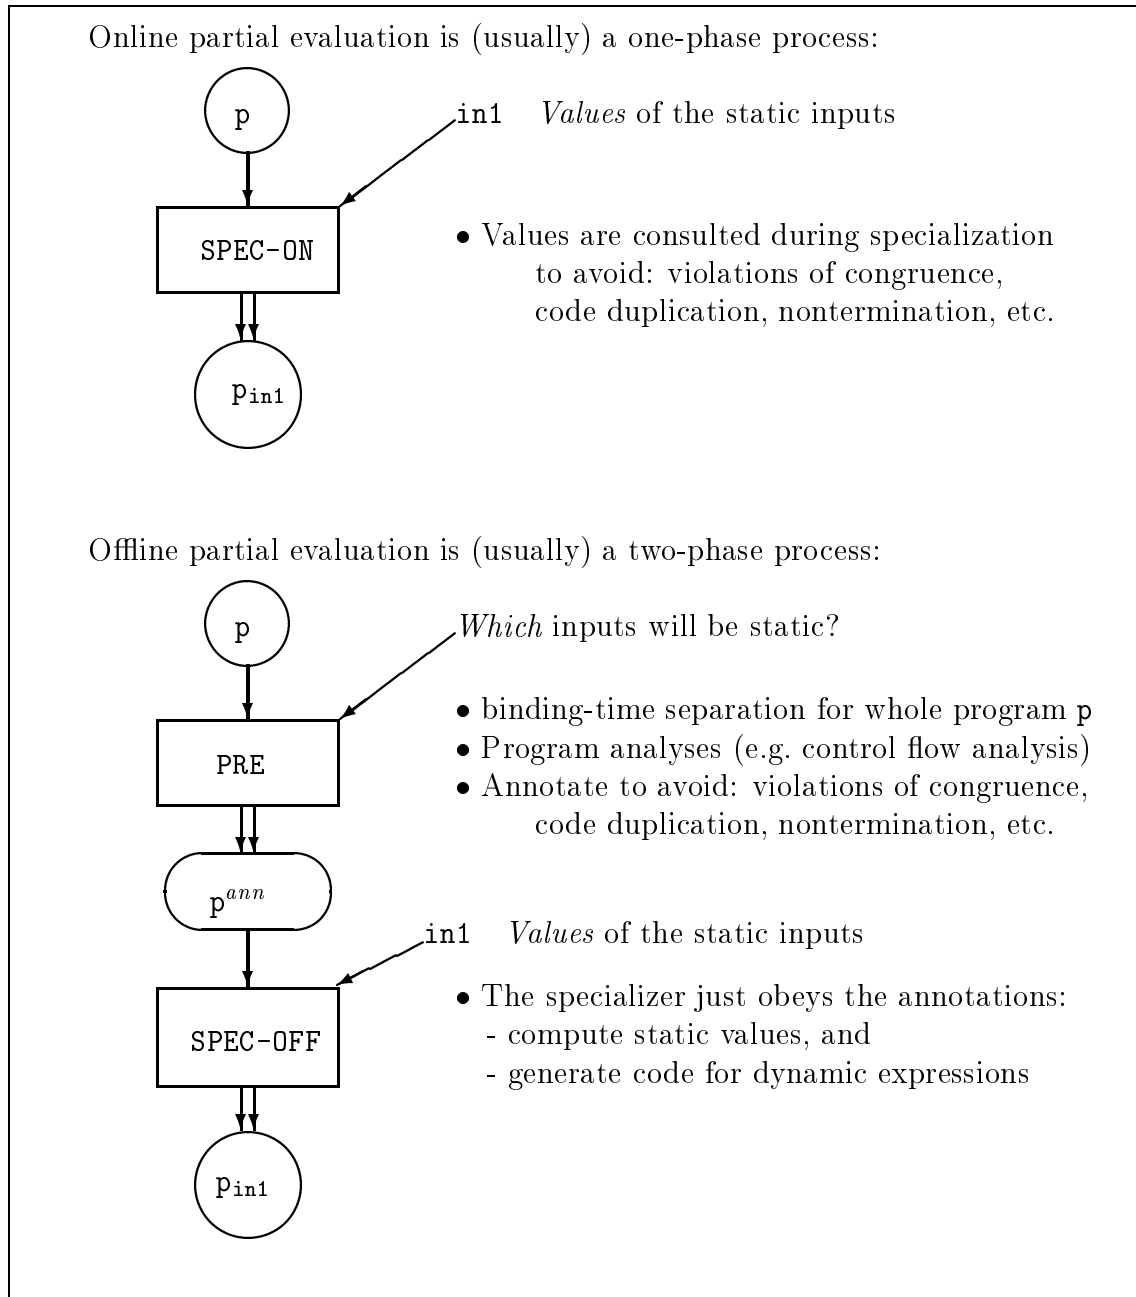 Online partial evaluation is (usually) a one-phase process:
p
in1 Values of the static inputs
SPEC-ON
• Values are consulted during specialization
to avoid: violations of congruence,
code duplication, nontermination, etc.
p_in1
Offline partial evaluation is (usually) a two-phase process:
p
Which inputs will be static?
• binding-time separation for whole program p
PRE
• Program analyses (e.g. control flow analysis)
• Annotate to avoid: violations of congruence,
code duplication, nontermination, etc.
p^ann
in1 Values of the static inputs
• The specializer just obeys the annotations:
SPEC-OFF
- compute static values, and
- generate code for dynamic expressions
p_in1